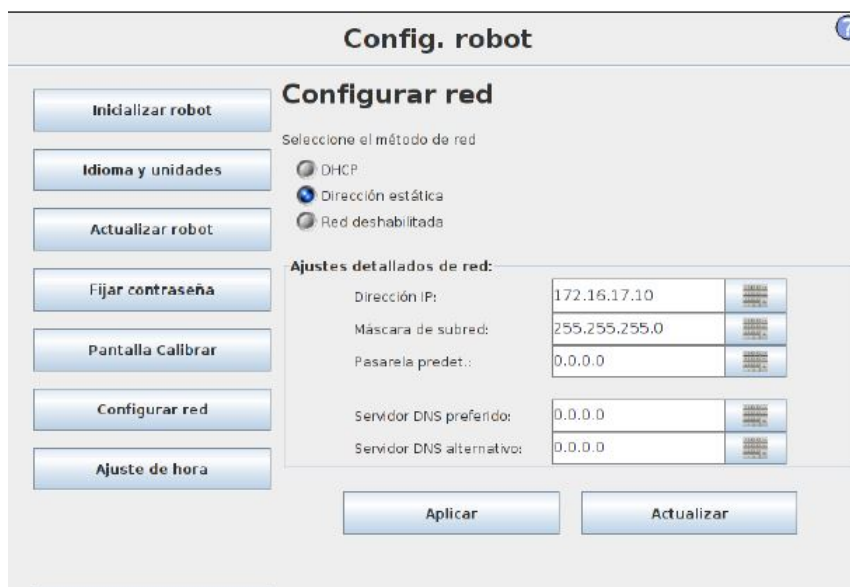 Config. robot
Inicializar robot
Idioma y unidades
Actualizar robot
Fijar contraseña
Pantalla Calibrar
Configurar red
Ajuste de hora
Configurar red
Seleccione el método de red
DHCP
Dirección estática
Red deshabilitada
Ajustes detallados de red:
Dirección IP: 172.16.17.10
Máscara de subred: 255.255.255.0
Pasarela predet.: 0.0.0.0
Servidor DNS preferido: 0.0.0.0
Servidor DNS alternativo: 0.0.0.0
Aplicar
Actualizar